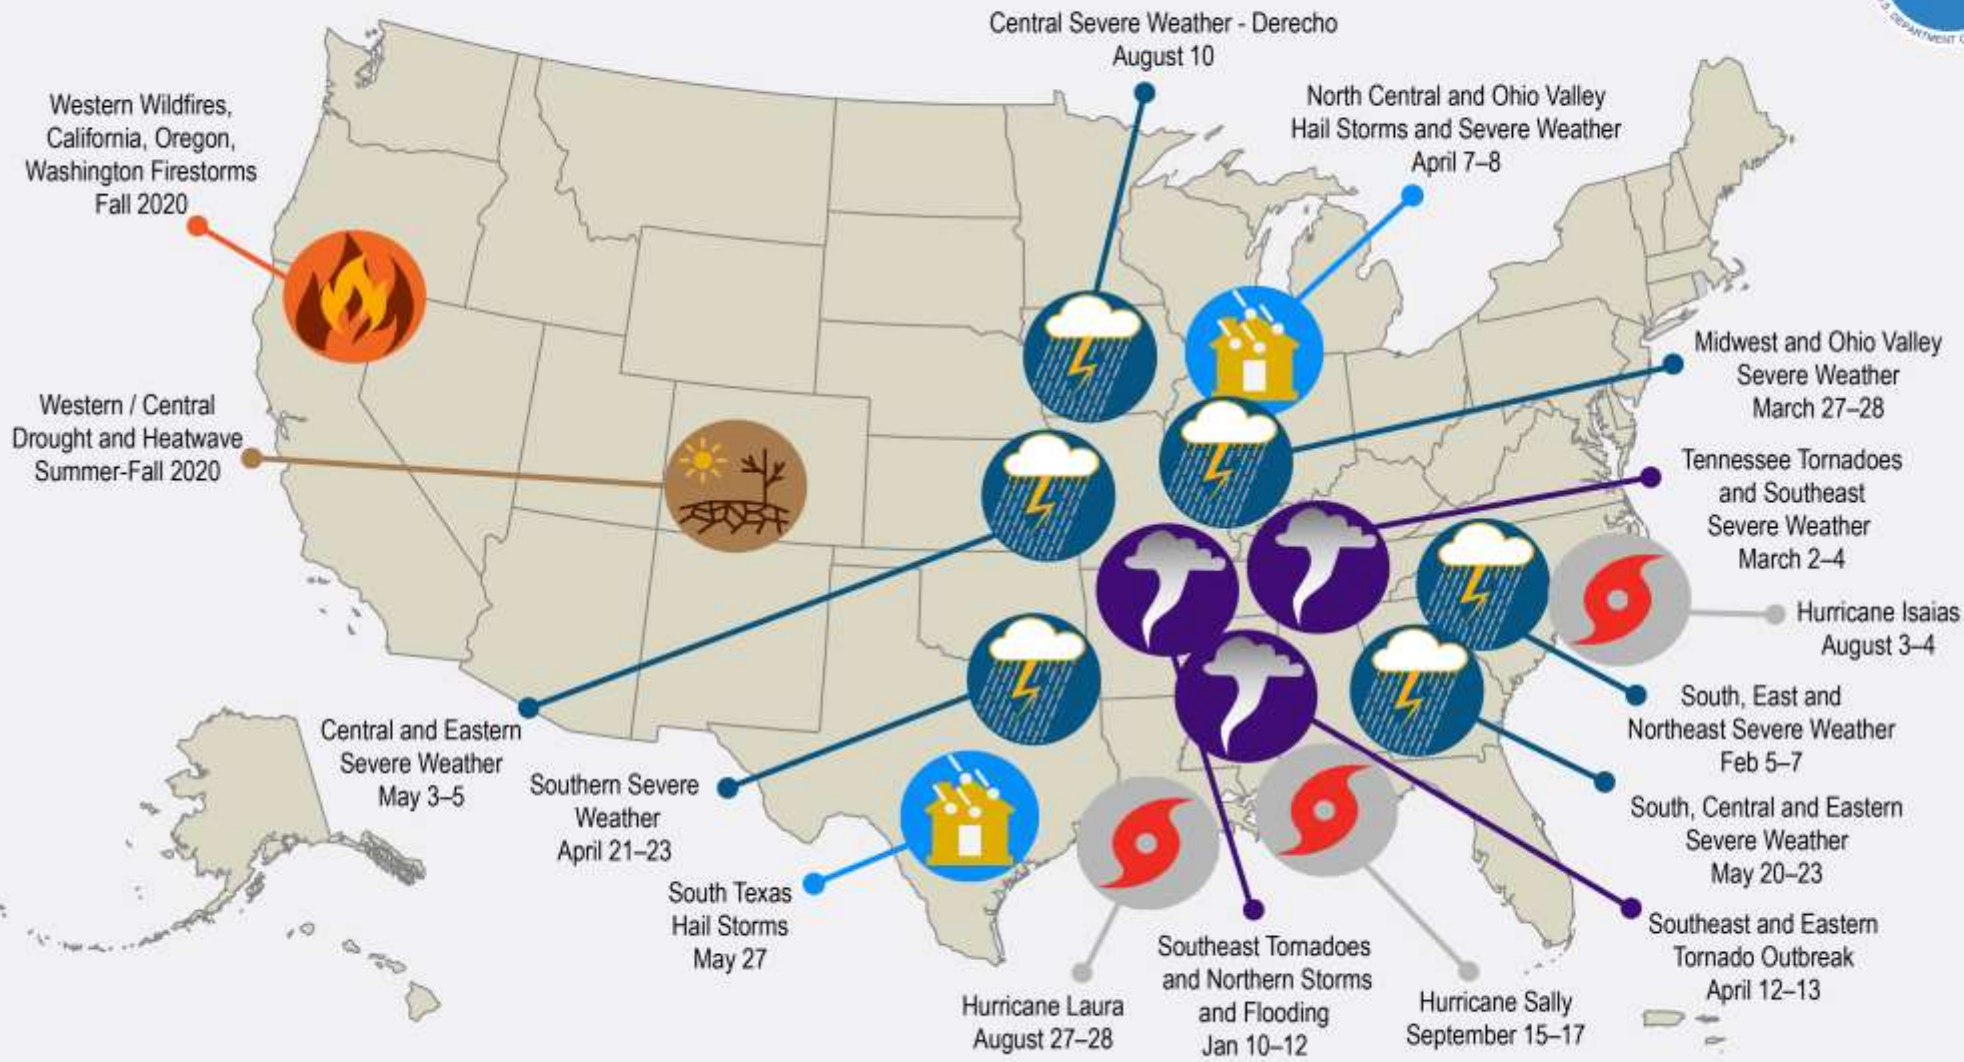 Central Severe Weather - Derecho
August 10
Western Wildfires,
California, Oregon,
Washington Firestorms
Fall 2020
North Central and Ohio Valley
Hail Storms and Severe Weather
April 7–8
Midwest and Ohio Valley
Severe Weather
March 27–28
Western / Central
Drought and Heatwave
Summer-Fall 2020
Tennessee Tornadoes
and Southeast
Severe Weather
March 2–4
Hurricane Isaias
August 3–4
South, East and
Northeast Severe Weather
Feb 5–7
Central and Eastern
Severe Weather
May 3–5
Southern Severe
Weather
April 21–23
South, Central and Eastern
Severe Weather
May 20–23
South Texas
Hail Storms
May 27
Southeast and Eastern
Tornado Outbreak
April 12–13
Hurricane Laura
August 27–28
Southeast Tornadoes
and Northern Storms
and Flooding
Jan 10–12
Hurricane Sally
September 15–17
U.S. DEPARTMENT